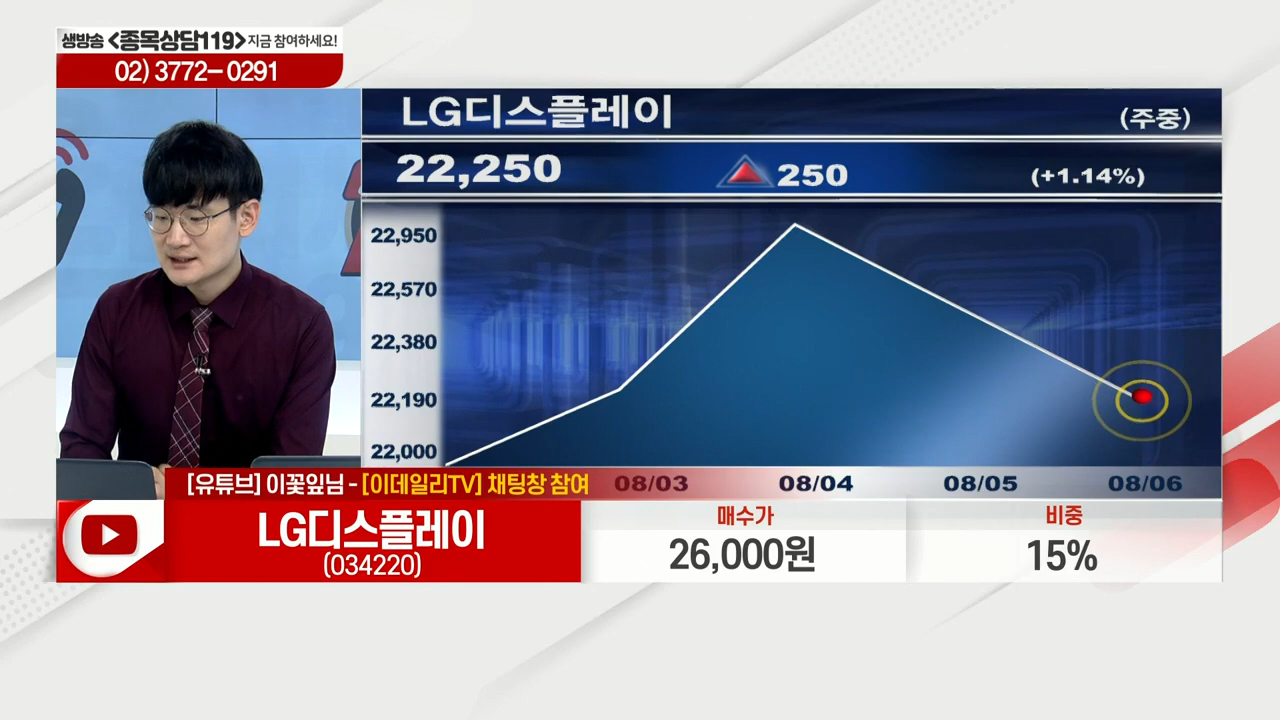 생방송 <종목상담119> 지금 참여하세요!
02) 3772-0291
LG디스플레이 (주중)
22,250 250 (+1.14%)
22,950
22,570
22,380
22,190
22,000
08/03 08/04 08/05 08/06
[유튜브] 이꽃잎님 - [이데일리TV] 채팅창 참여
LG디스플레이
(034220)
매수가 비중
26,000원 15%